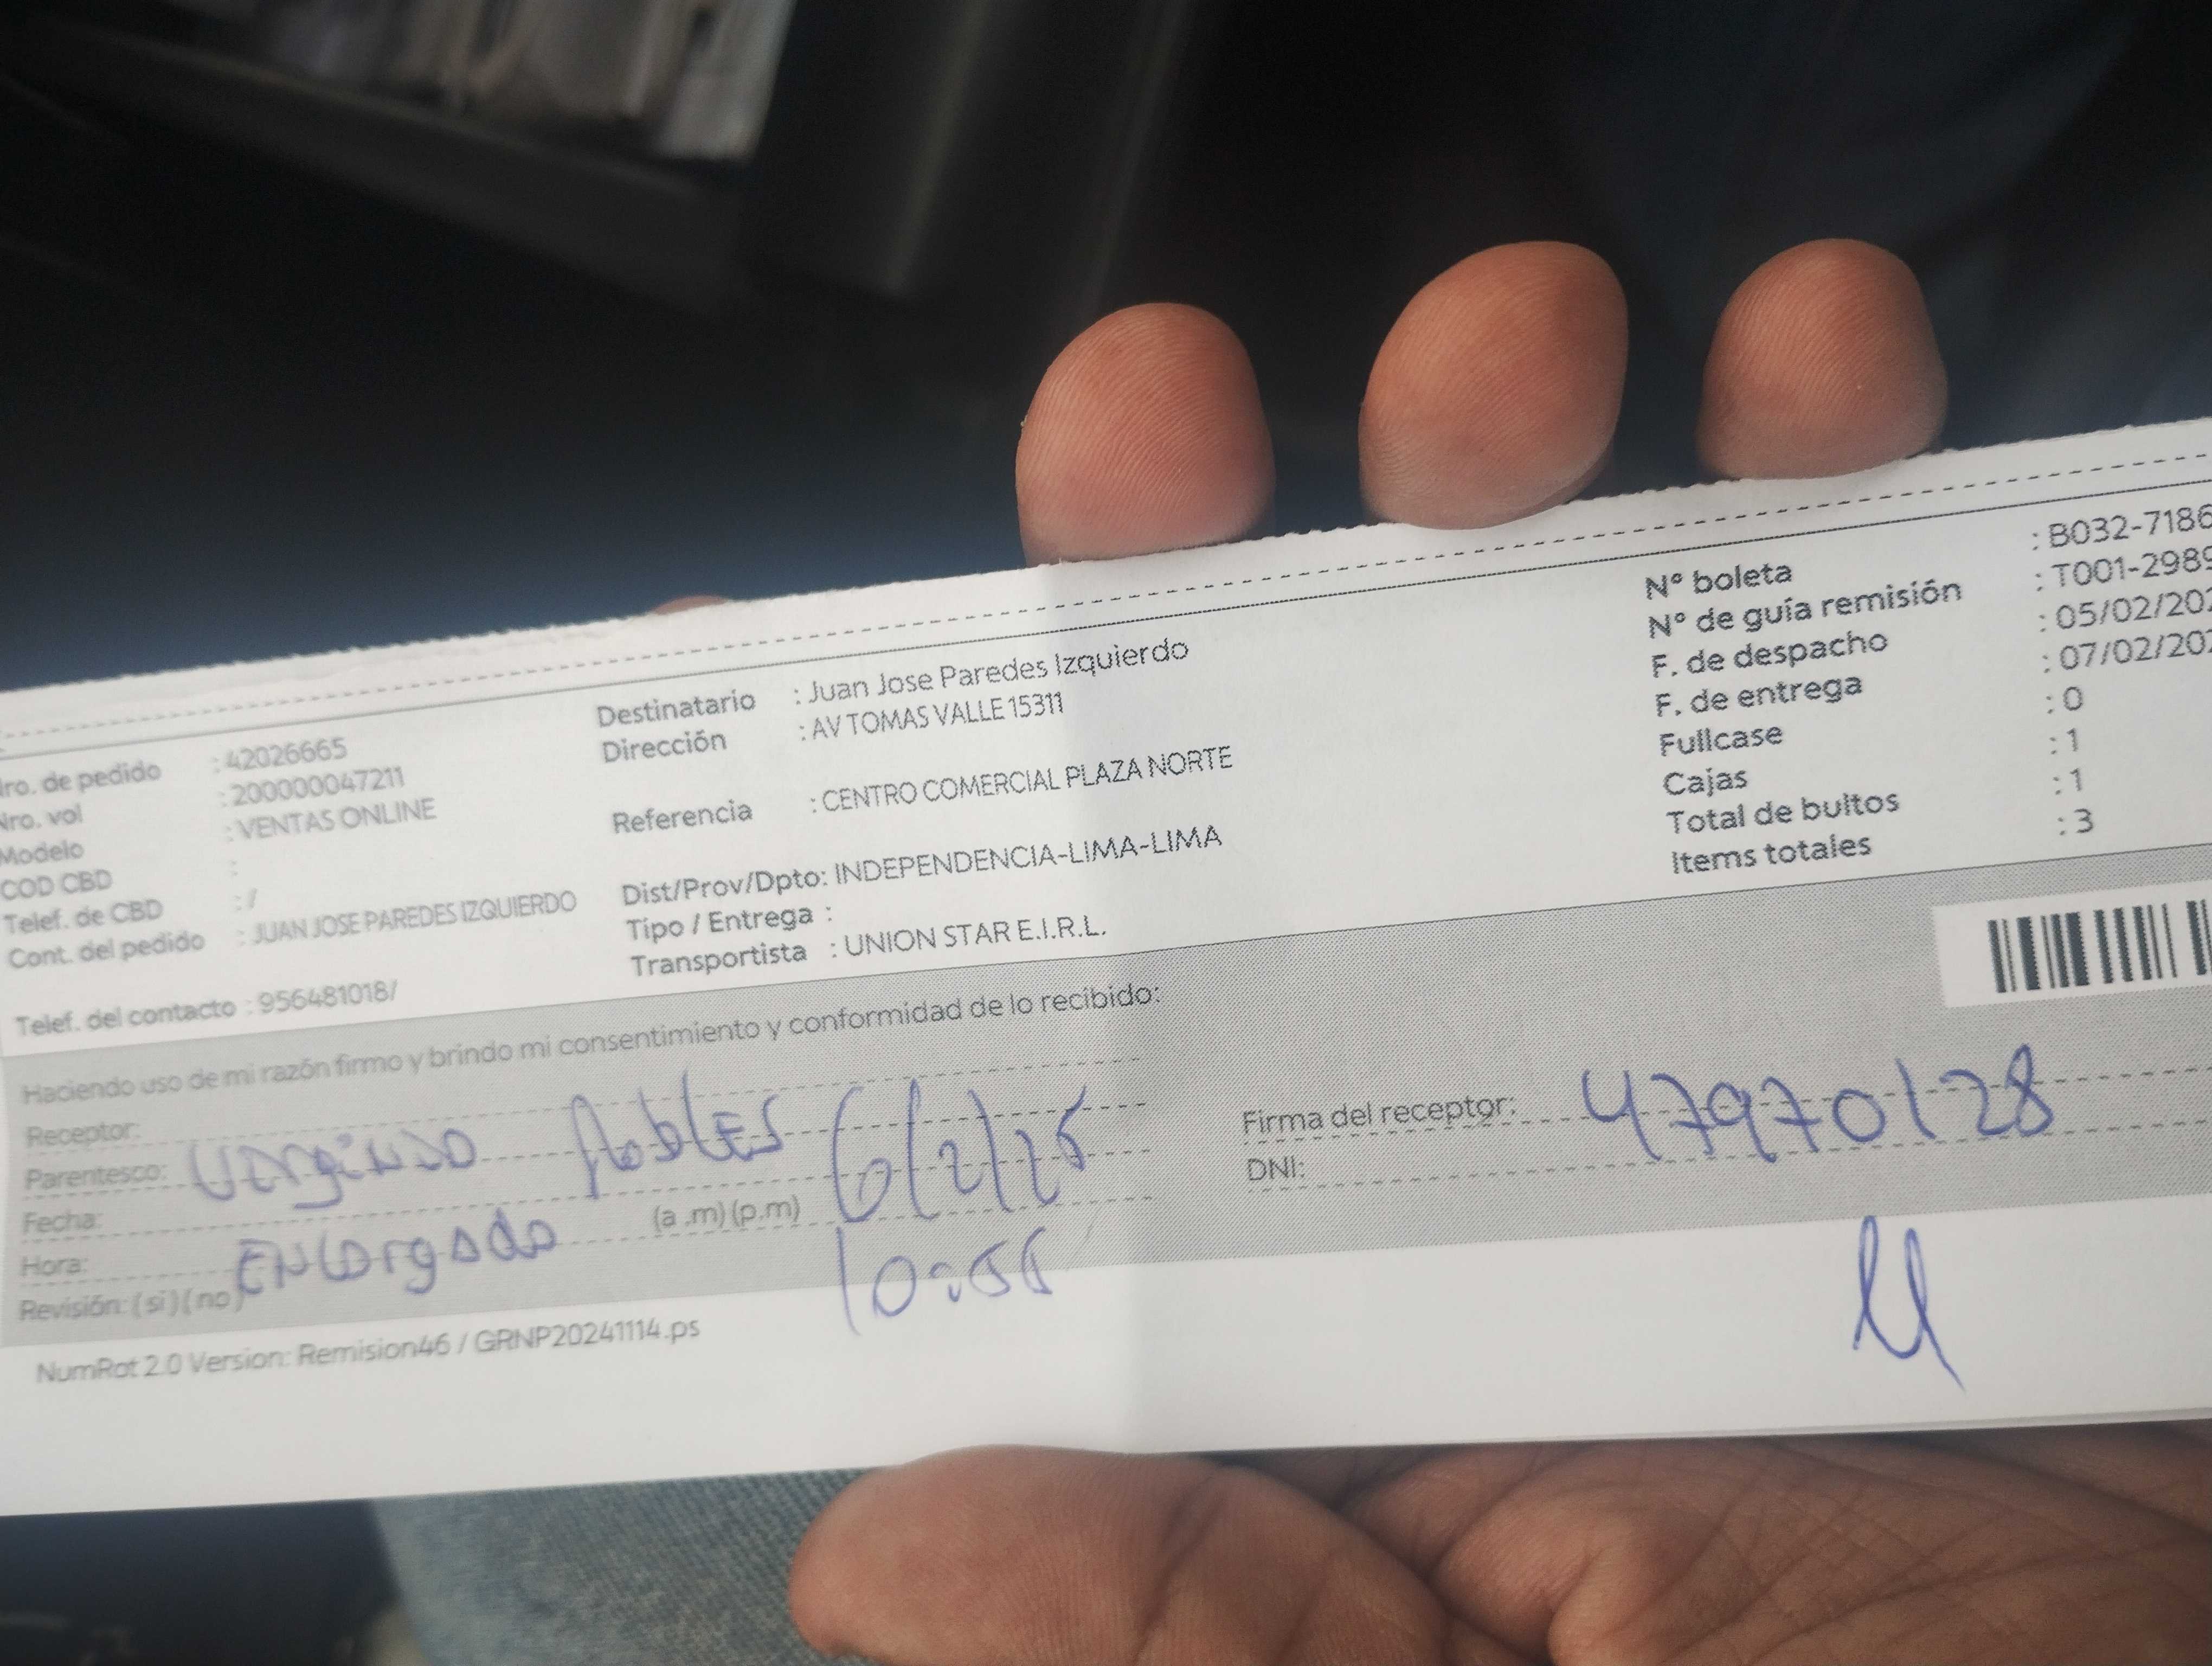 Nro. de pedido : 42026665
Nro. vol : 200000047211
Modelo : VENTAS ONLINE
COD CBD :
Telef. de CBD : /
Cont. del pedido : JUAN JOSE PAREDES IZQUIERDO
Telef. del contacto : 956481018/
Destinatario : Juan Jose Paredes Izquierdo
Dirección : AV TOMAS VALLE 15311
Referencia : CENTRO COMERCIAL PLAZA NORTE
Dist/Prov/Dpto: INDEPENDENCIA-LIMA-LIMA
Tipo / Entrega :
Transportista : UNION STAR E.I.R.L.
N° boleta : B032-7186
N° de guía remisión : T001-2989
F. de despacho : 05/02/202
F. de entrega : 07/02/202
Fullcase : 0
Cajas : 1
Total de bultos : 1
Items totales : 3
Haciendo uso de mi razón firmo y brindo mi consentimiento y conformidad de lo recibido:
Receptor:
Parentesco: Robles 6/2/25
Fecha:
Hora: Encargado (a .m) (p.m)
Revisión: ( si ) ( no )
Firma del receptor: 47970128
DNI:
NumRot 2.0 Version: Remision46 / GRNP20241114.ps